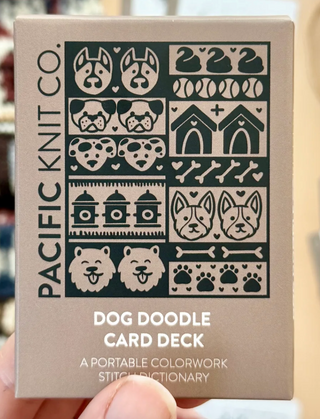 PACIFIC KNIT CO.
DOG DOODLE
CARD DECK
A PORTABLE COLORWORK
STITCH DICTIONARY